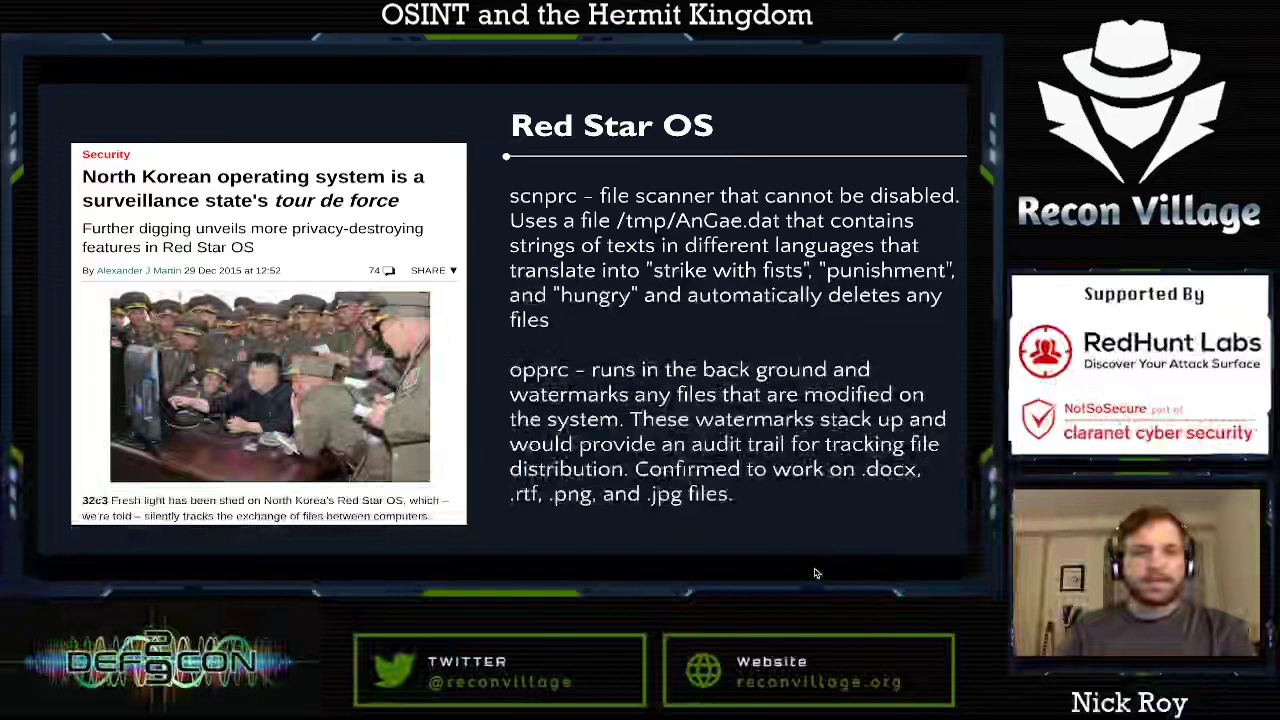 OSINT and the Hermit Kingdom
Red Star OS
Security
North Korean operating system is a
surveillance state's tour de force
Further digging unveils more privacy-destroying
features in Red Star OS
By Alexander J Martin 29 Dec 2015 at 12:52
74
SHARE ▼
32c3 Fresh light has been shed on North Korea's Red Star OS, which –
we're told – silently tracks the exchange of files between computers.
scnprc – file scanner that cannot be disabled.
Uses a file /tmp/AnGae.dat that contains
strings of texts in different languages that
translate into "strike with fists", "punishment",
and "hungry" and automatically deletes any
files
opprc – runs in the back ground and
watermarks any files that are modified on
the system. These watermarks stack up and
would provide an audit trail for tracking file
distribution. Confirmed to work on .docx,
.rtf, .png, and .jpg files.
Recon Village
Supported By
RedHunt Labs
Discover Your Attack Surface
NotSoSecure part of
claranet cyber security
DEFCON
TWITTER
@reconvillage
Website
reconvillage.org
Nick Roy